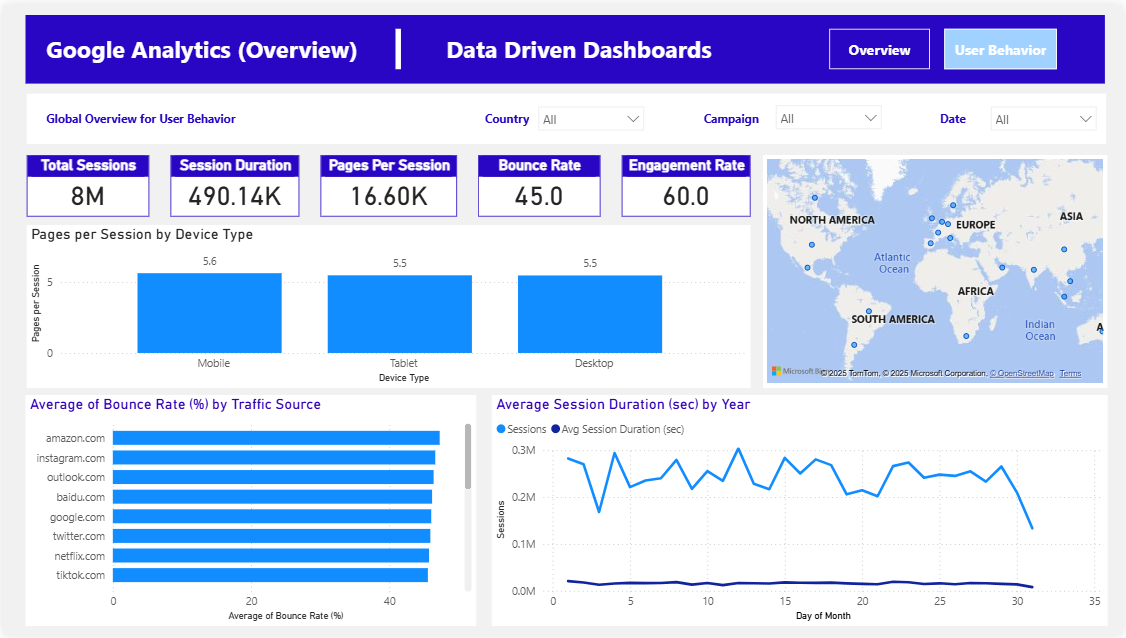 Google Analytics (Overview)
Data Driven Dashboards
Overview
User Behavior
Global Overview for User Behavior
Country
All
Campaign
All
Date
All
Total Sessions
8M
Session Duration
490.14K
Pages Per Session
16.60K
Bounce Rate
45.0
Engagement Rate
60.0
Pages per Session by Device Type
Pages per Session
5
0
5.6
5.5
5.5
Mobile
Tablet
Desktop
Device Type
NORTH AMERICA
EUROPE
ASIA
Atlantic
Ocean
AFRICA
SOUTH AMERICA
Indian
Ocean
A
Microsoft
© 2025 TomTom, © 2025 Microsoft Corporation, © OpenStreetMap Terms
Average of Bounce Rate (%) by Traffic Source
amazon.com
instagram.com
outlook.com
baidu.com
google.com
twitter.com
netflix.com
tiktok.com
0
20
40
Average of Bounce Rate (%)
Average Session Duration (sec) by Year
Sessions
Avg Session Duration (sec)
Sessions
0.3M
0.2M
0.1M
0.0M
0
5
10
15
20
25
30
35
Day of Month